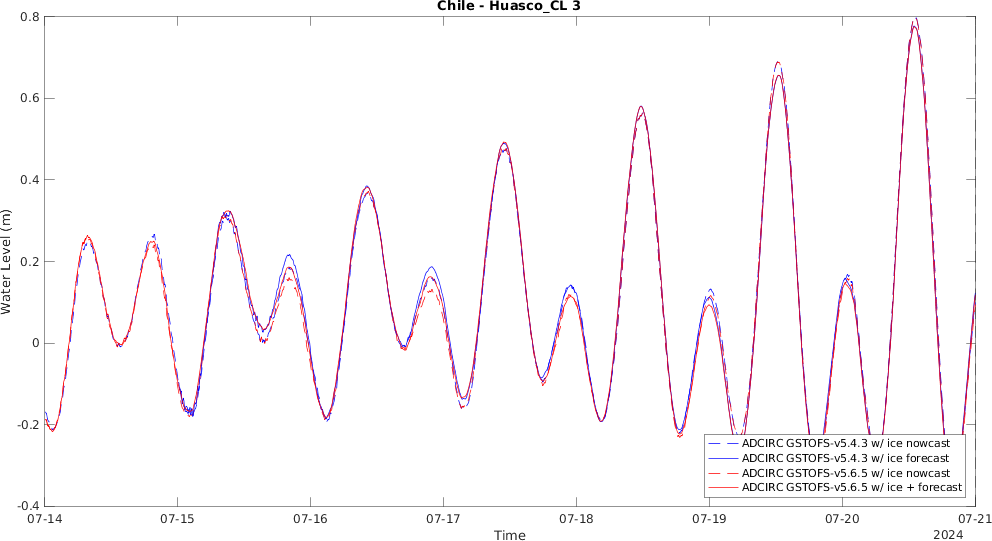 Chile - Huasco_CL 3
Water Level (m)
0.8
0.6
0.4
0.2
0
-0.2
-0.4
ADCIRC GSTOFS-v5.4.3 w/ ice nowcast
ADCIRC GSTOFS-v5.4.3 w/ ice forecast
ADCIRC GSTOFS-v5.6.5 w/ ice nowcast
ADCIRC GSTOFS-v5.6.5 w/ ice + forecast
07-14 07-15 07-16 07-17 07-18 07-19 07-20 07-21
Time
2024